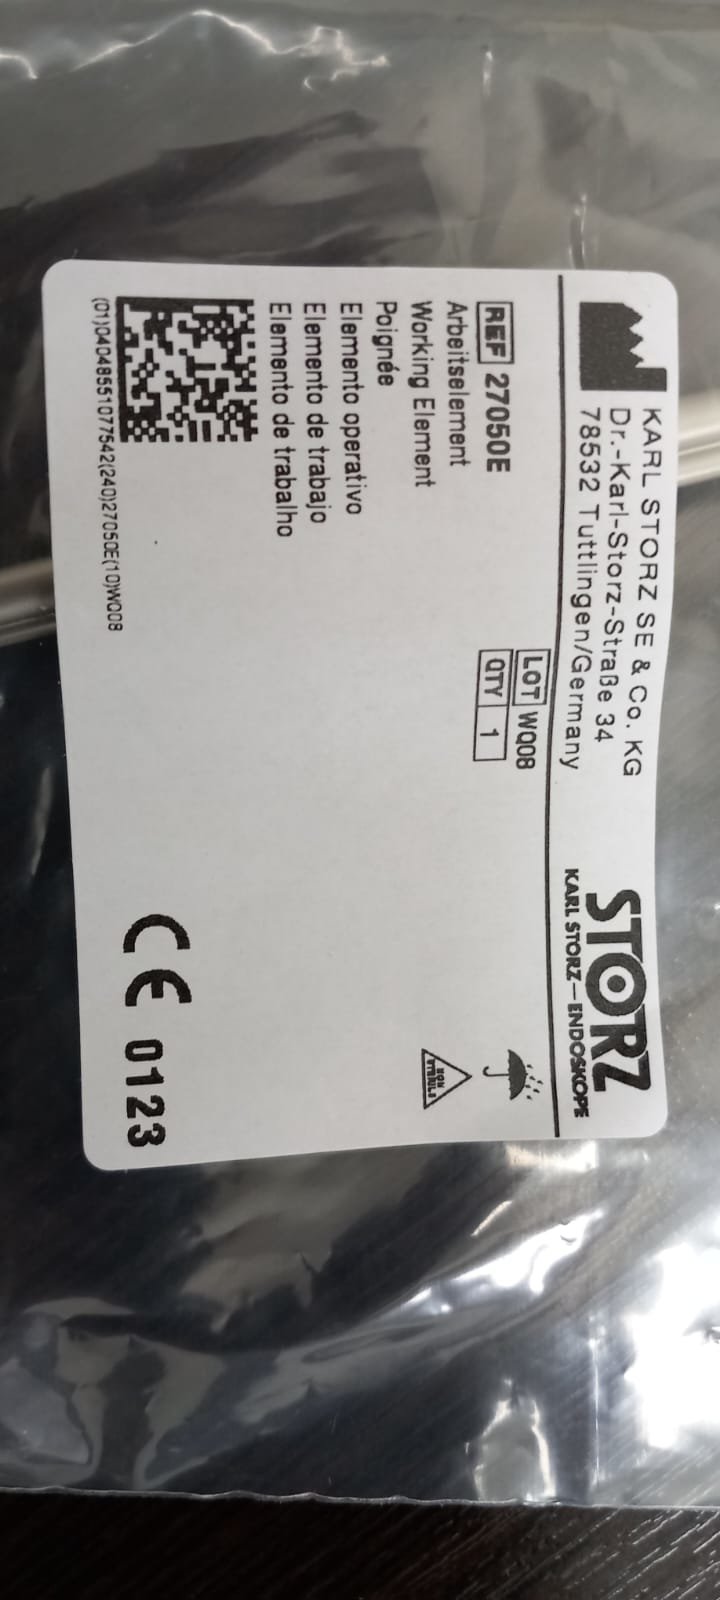 KARL STORZ SE & Co. KG
Dr.-Karl-Storz-Straße 34
78532 Tuttlingen/Germany
STORZ
KARL STORZ—ENDOSKOPE
REF 27050E
LOT WQ08
QTY 1
Arbeitselement
Working Element
Poignée
Elemento operativo
Elemento de trabajo
Elemento de trabalho
NON
STERILE
(01)04048551077542(240)27050E(10)WQ08
CE 0123